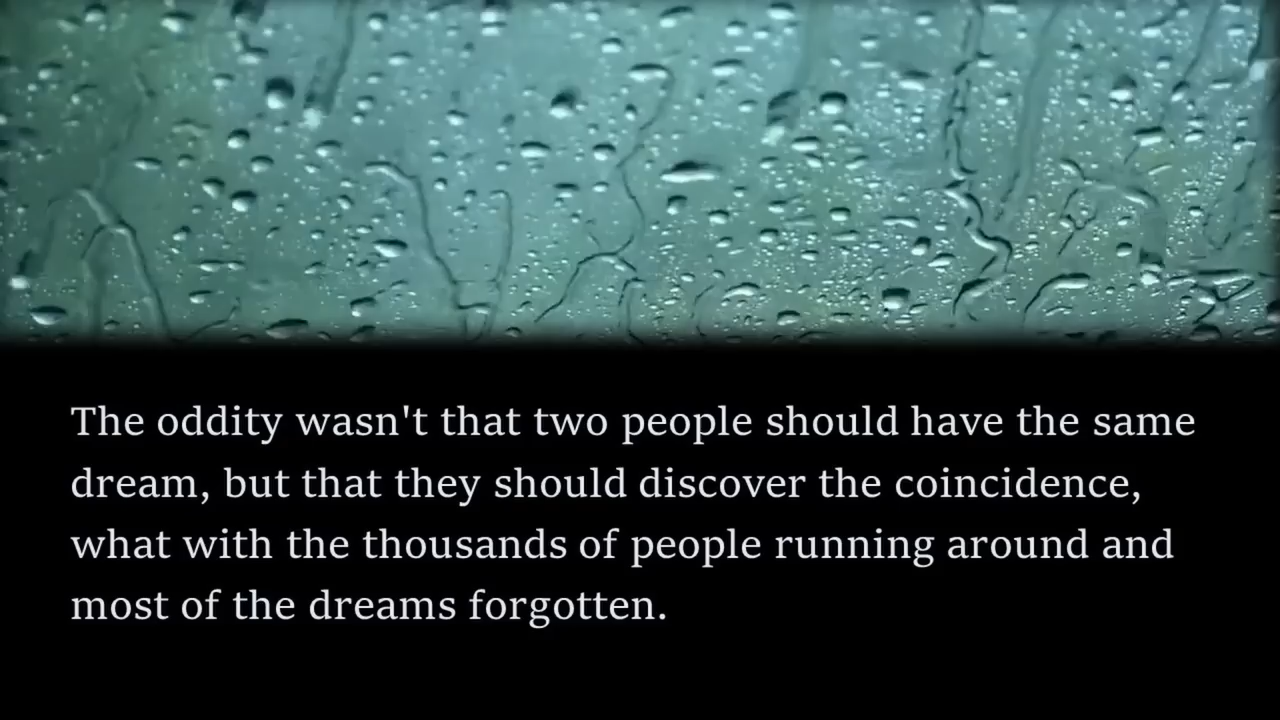 The oddity wasn't that two people should have the same
dream, but that they should discover the coincidence,
what with the thousands of people running around and
most of the dreams forgotten.